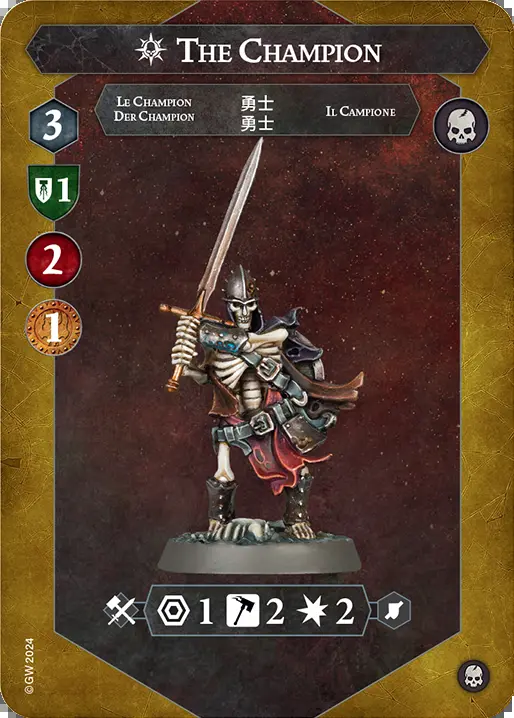 THE CHAMPION
LE CHAMPION
DER CHAMPION
勇士
勇士
IL CAMPIONE
3
1
2
1
1 2 2
©GW 2024